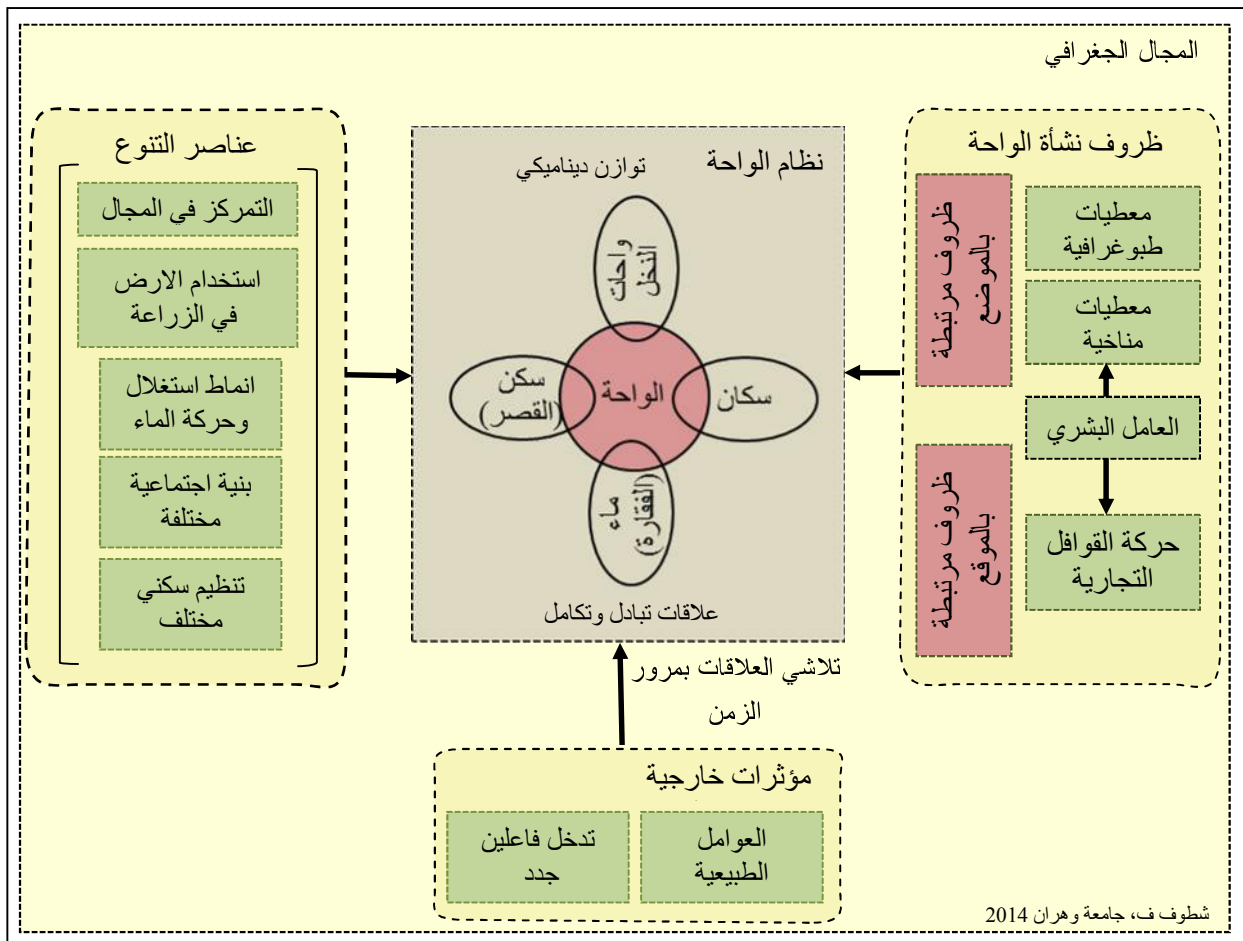 المجال الجغرافي
ظروف نشأة الواحة
ظروف مرتبطة
بالموضع
معطيات
طبوغرافية
معطيات
مناخية
العامل البشري
ظروف مرتبطة
بالموقع
حركة القوافل
التجارية
نظام الواحة
توازن ديناميكي
واحات
النخل
سكان
الواحة
سكن
(القصر)
ماء
(الفقارة)
علاقات تبادل وتكامل
عناصر التنوع
التمركز في المجال
استخدام الارض
في الزراعة
انماط استغلال
وحركة الماء
بنية اجتماعية
مختلفة
تنظيم سكني
مختلف
تلاشي العلاقات بمرور
الزمن
مؤثرات خارجية
العوامل
الطبيعية
تدخل فاعلين
جدد
شطوف ف، جامعة وهران 2014